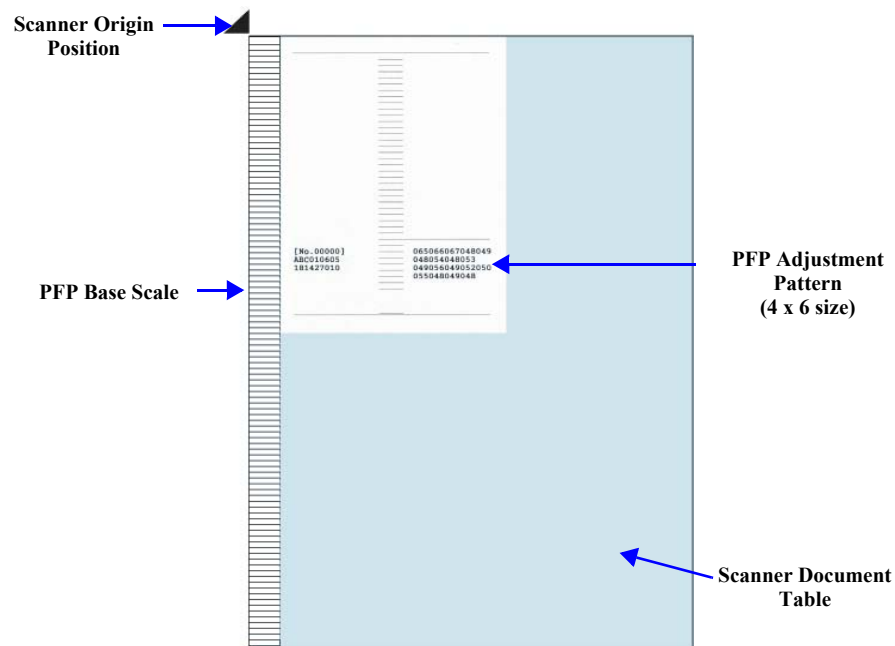 Scanner Origin
Position
[No.00000]
ABC010605
181427010
065066067048049
048054048053
049056049052050
055048049048
PFP Base Scale
PFP Adjustment
Pattern
(4 x 6 size)
Scanner Document
Table